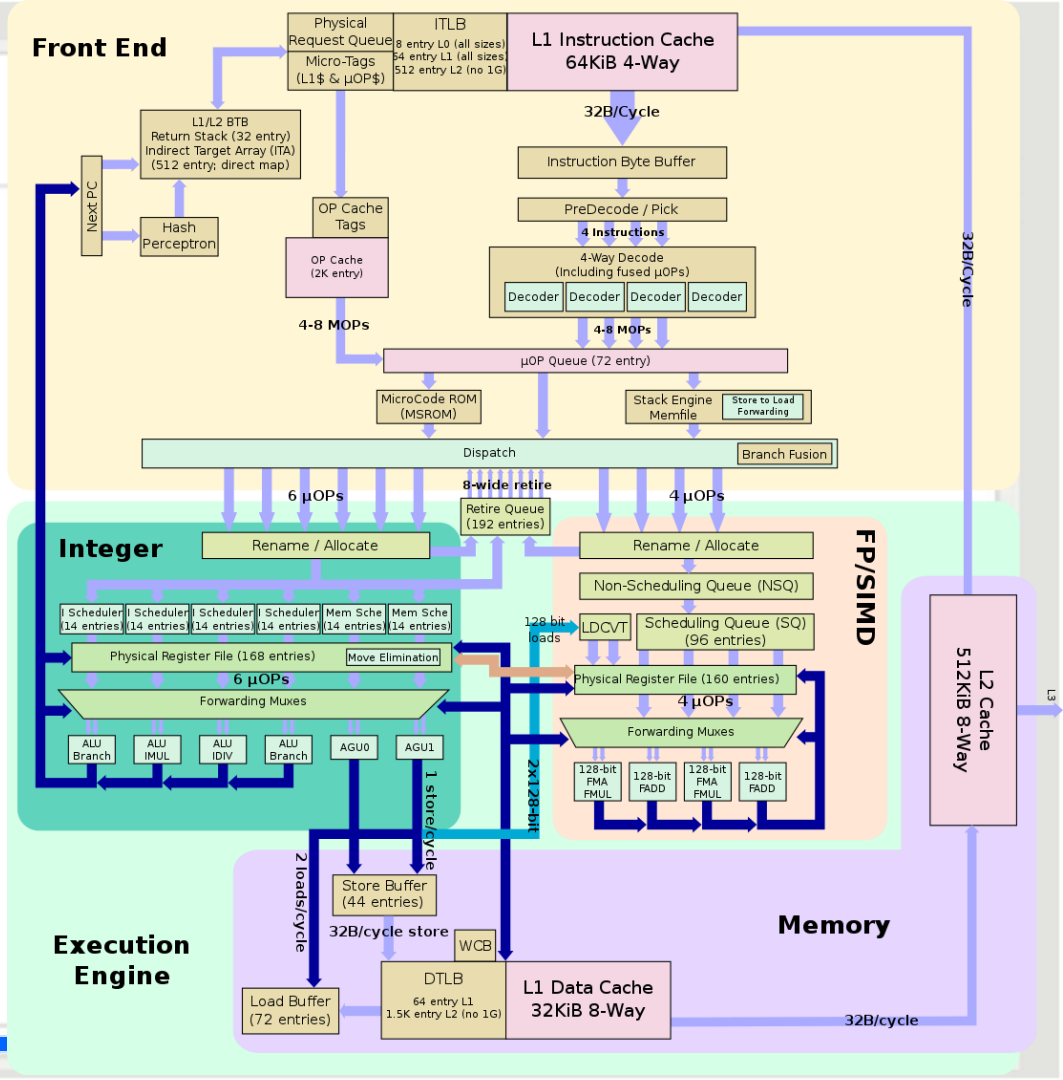 Front End
Physical
Request Queue
Micro-Tags
(L1$ & μOP$)
ITLB
8 entry L0 (all sizes)
64 entry L1 (all sizes)
512 entry L2 (no 1G)
L1 Instruction Cache
64KiB 4-Way
32B/Cycle
L1/L2 BTB
Return Stack (32 entry)
Indirect Target Array (ITA)
(512 entry; direct map)
Next PC
Hash
Perceptron
Instruction Byte Buffer
PreDecode / Pick
4 Instructions
OP Cache
Tags
OP Cache
(2K entry)
4-Way Decode
(Including fused μOPs)
Decoder
Decoder
Decoder
Decoder
32B/Cycle
4-8 MOPs
4-8 MOPs
μOP Queue (72 entry)
MicroCode ROM
(MSROM)
Stack Engine
Memfile
Store to Load
Forwarding
Dispatch
Branch Fusion
6 μOPs
8-wide retire
4 μOPs
Retire Queue
(192 entries)
Integer
Rename / Allocate
Rename / Allocate
FP/SIMD
Non-Scheduling Queue (NSQ)
I Scheduler
(14 entries)
I Scheduler
(14 entries)
I Scheduler
(14 entries)
I Scheduler
(14 entries)
Mem Sche
(14 entries)
Mem Sche
(14 entries)
128 bit
loads
LDCVT
Scheduling Queue (SQ)
(96 entries)
Physical Register File (168 entries)
Move Elimination
Physical Register File (160 entries)
6 μOPs
4 μOPs
Forwarding Muxes
Forwarding Muxes
ALU
Branch
ALU
IMUL
ALU
IDIV
ALU
Branch
AGU0
AGU1
128-bit
FMA
FMUL
128-bit
FADD
128-bit
FMA
FMUL
128-bit
FADD
L2 Cache
512KiB 8-Way
L3
1 store/cycle
2x128-bit
2 loads/cycle
Store Buffer
(44 entries)
32B/cycle store
WCB
Memory
Execution
Engine
DTLB
64 entry L1
1.5K entry L2 (no 1G)
L1 Data Cache
32KiB 8-Way
Load Buffer
(72 entries)
32B/cycle